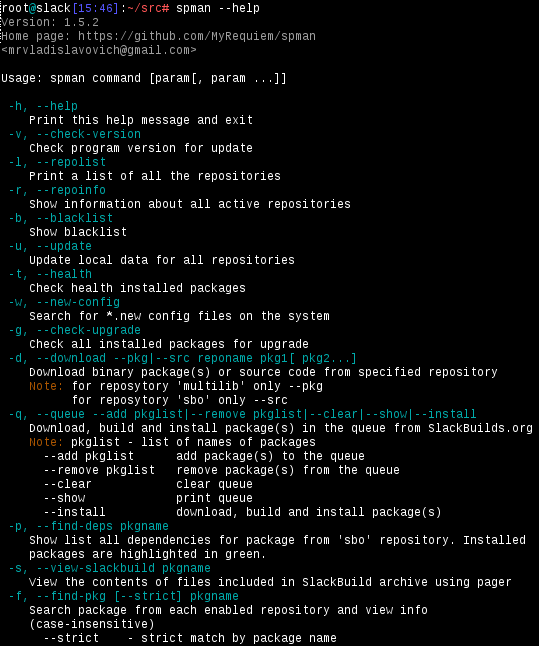 root@slack[15:46]:~/src# spman --help
Version: 1.5.2
Home page: https://github.com/MyRequiem/spman
<mrvladislavovich@gmail.com>
Usage: spman command [param[, param ...]]
-h, --help
Print this help message and exit
-v, --check-version
Check program version for update
-l, --repolist
Print a list of all the repositories
-r, --repoinfo
Show information about all active repositories
-b, --blacklist
Show blacklist
-u, --update
Update local data for all repositories
-t, --health
Check health installed packages
-w, --new-config
Search for *.new config files on the system
-g, --check-upgrade
Check all installed packages for upgrade
-d, --download --pkg|--src reponame pkg1[ pkg2...]
Download binary package(s) or source code from specified repository
Note: for reposytory 'multilib' only --pkg
for reposytory 'sbo' only --src
-q, --queue --add pkglist|--remove pkglist|--clear|--show|--install
Download, build and install package(s) in the queue from SlackBuilds.org
Note: pkglist - list of names of packages
--add pkglist add package(s) to the queue
--remove pkglist remove package(s) from the queue
--clear clear queue
--show print queue
--install download, build and install package(s)
-p, --find-deps pkgname
Show list all dependencies for package from 'sbo' repository. Installed
packages are highlighted in green.
-s, --view-slackbuild pkgname
View the contents of files included in SlackBuild archive using pager
-f, --find-pkg [--strict] pkgname
Search package from each enabled repository and view info
(case-insensitive)
--strict - strict match by package name